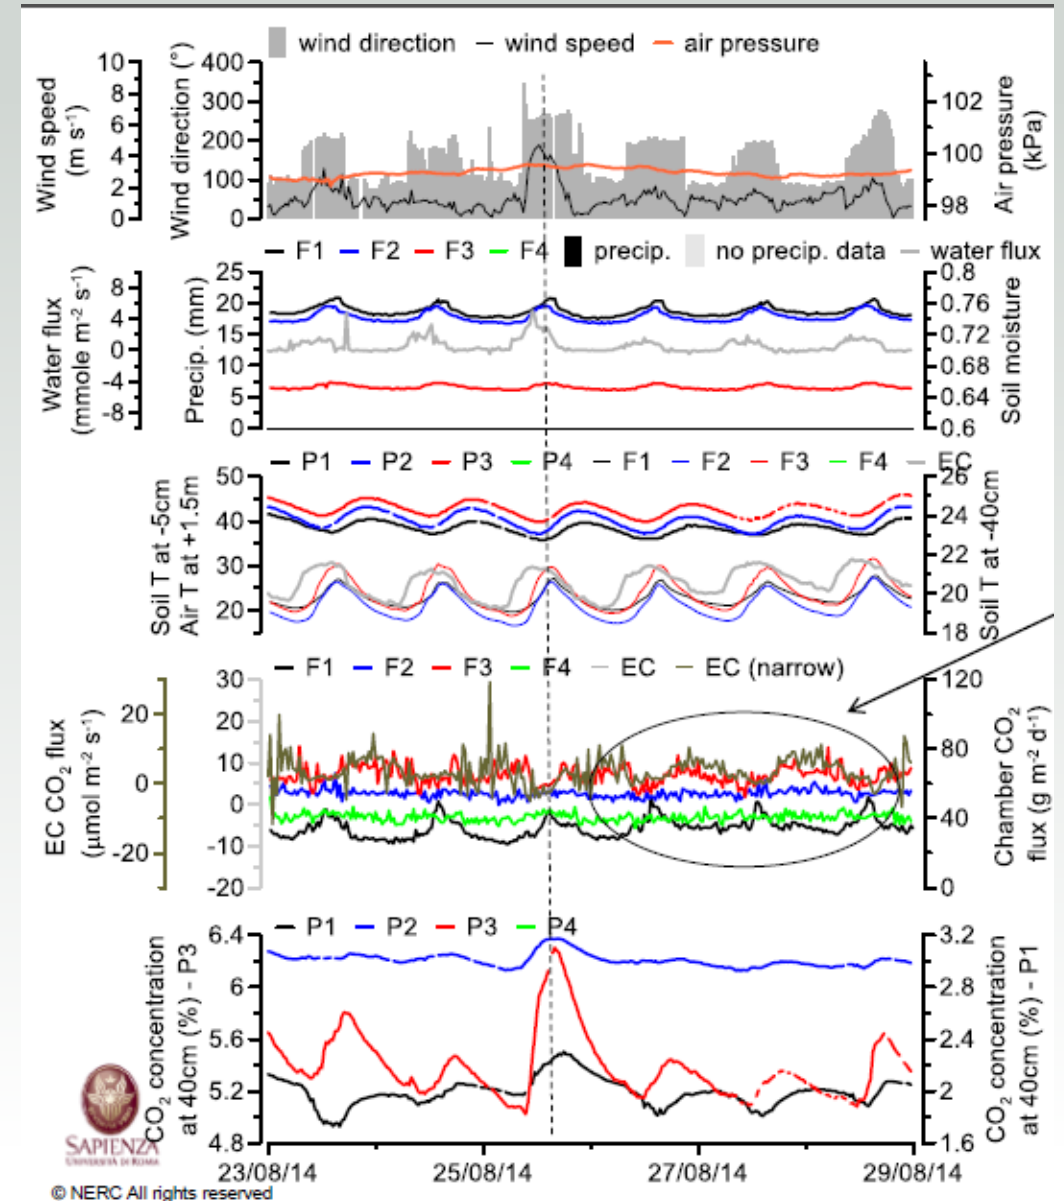 wind direction wind speed air pressure
Wind speed
(m s⁻¹)
10
8
6
4
2
0
Wind direction (°)
400
300
200
100
0
102
100
98
Air pressure
(kPa)
F1 F2 F3 F4 precip. no precip. data water flux
Water flux
(mmole m⁻² s⁻¹)
8
4
0
-4
-8
Precip. (mm)
25
20
15
10
5
0
0.8
0.76
0.72
0.68
0.64
0.6
Soil moisture
P1 P2 P3 P4 F1 F2 F3 F4 EC
Soil T at -5cm
Air T at +1.5m
50
40
30
20
26
24
22
20
18
Soil T at -40cm
F1 F2 F3 F4 EC EC (narrow)
EC CO₂ flux
(µmol m⁻² s⁻¹)
20
0
-20
30
20
10
0
-10
-20
120
80
40
0
Chamber CO₂
flux (g m⁻² d⁻¹)
P1 P2 P3 P4
CO₂ concentration
at 40cm (%) - P3
6.4
6
5.6
5.2
4.8
3.2
2.8
2.4
2
1.6
CO₂ concentration
at 40cm (%) - P1
23/08/14 25/08/14 27/08/14 29/08/14
SAPIENZA
UNIVERSITÀ DI ROMA
© NERC All rights reserved